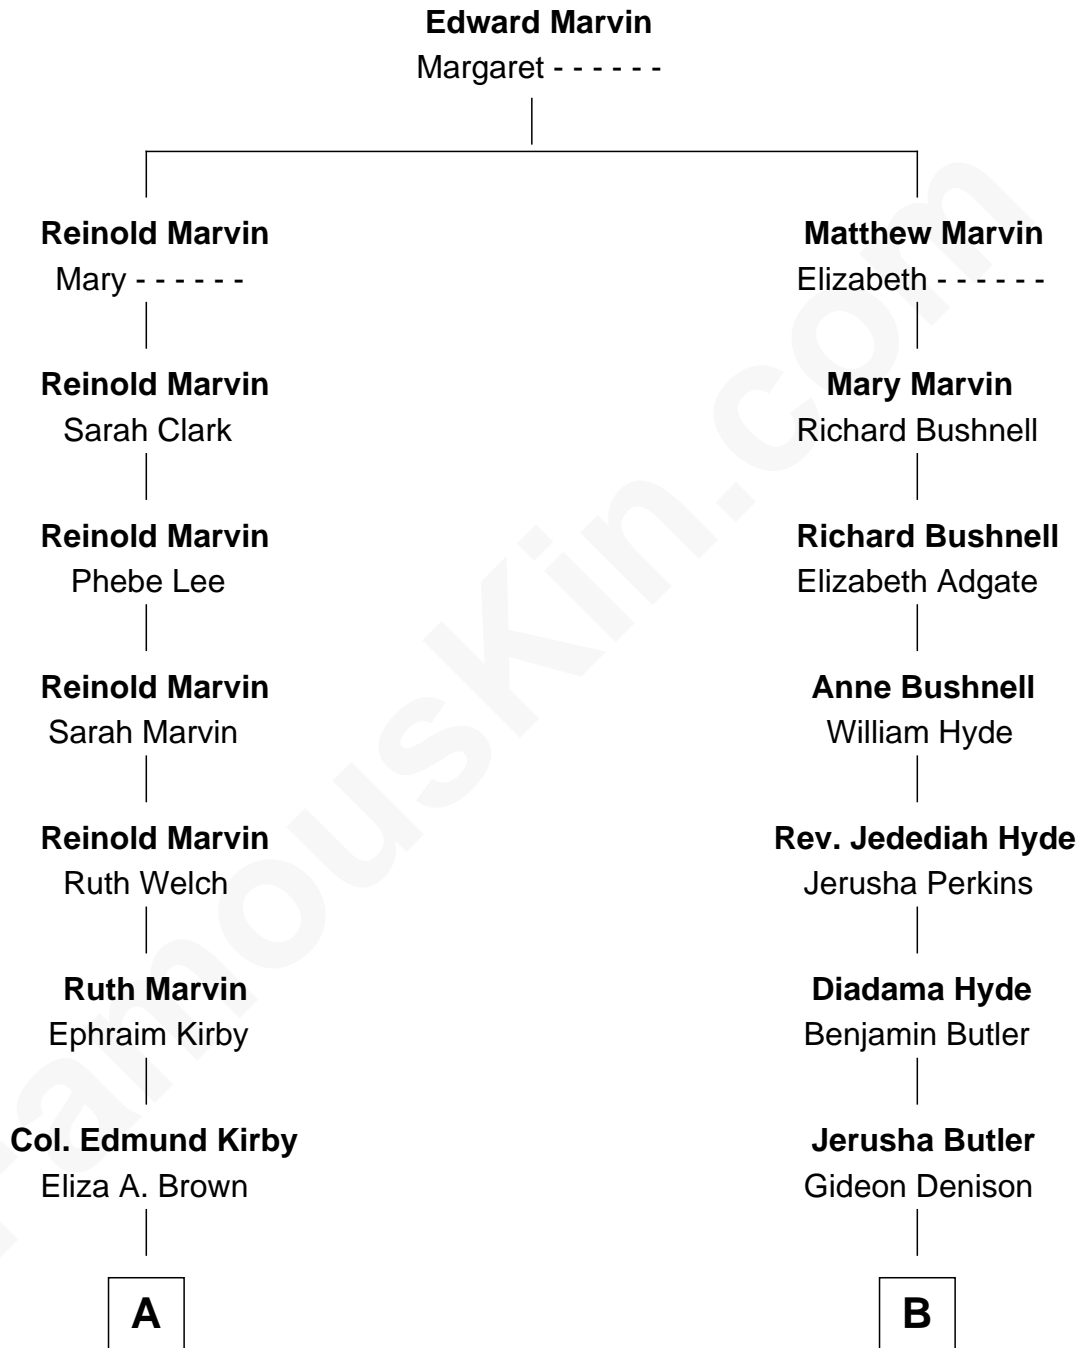 Edward Marvin
Margaret - - - - - -
Reinold Marvin
Mary - - - - - -
Reinold Marvin
Sarah Clark
Reinold Marvin
Phebe Lee
Reinold Marvin
Sarah Marvin
Reinold Marvin
Ruth Welch
Ruth Marvin
Ephraim Kirby
Col. Edmund Kirby
Eliza A. Brown
A
Matthew Marvin
Elizabeth - - - - - -
Mary Marvin
Richard Bushnell
Richard Bushnell
Elizabeth Adgate
Anne Bushnell
William Hyde
Rev. Jedediah Hyde
Jerusha Perkins
Diadama Hyde
Benjamin Butler
Jerusha Butler
Gideon Denison
B
FamousKin.com